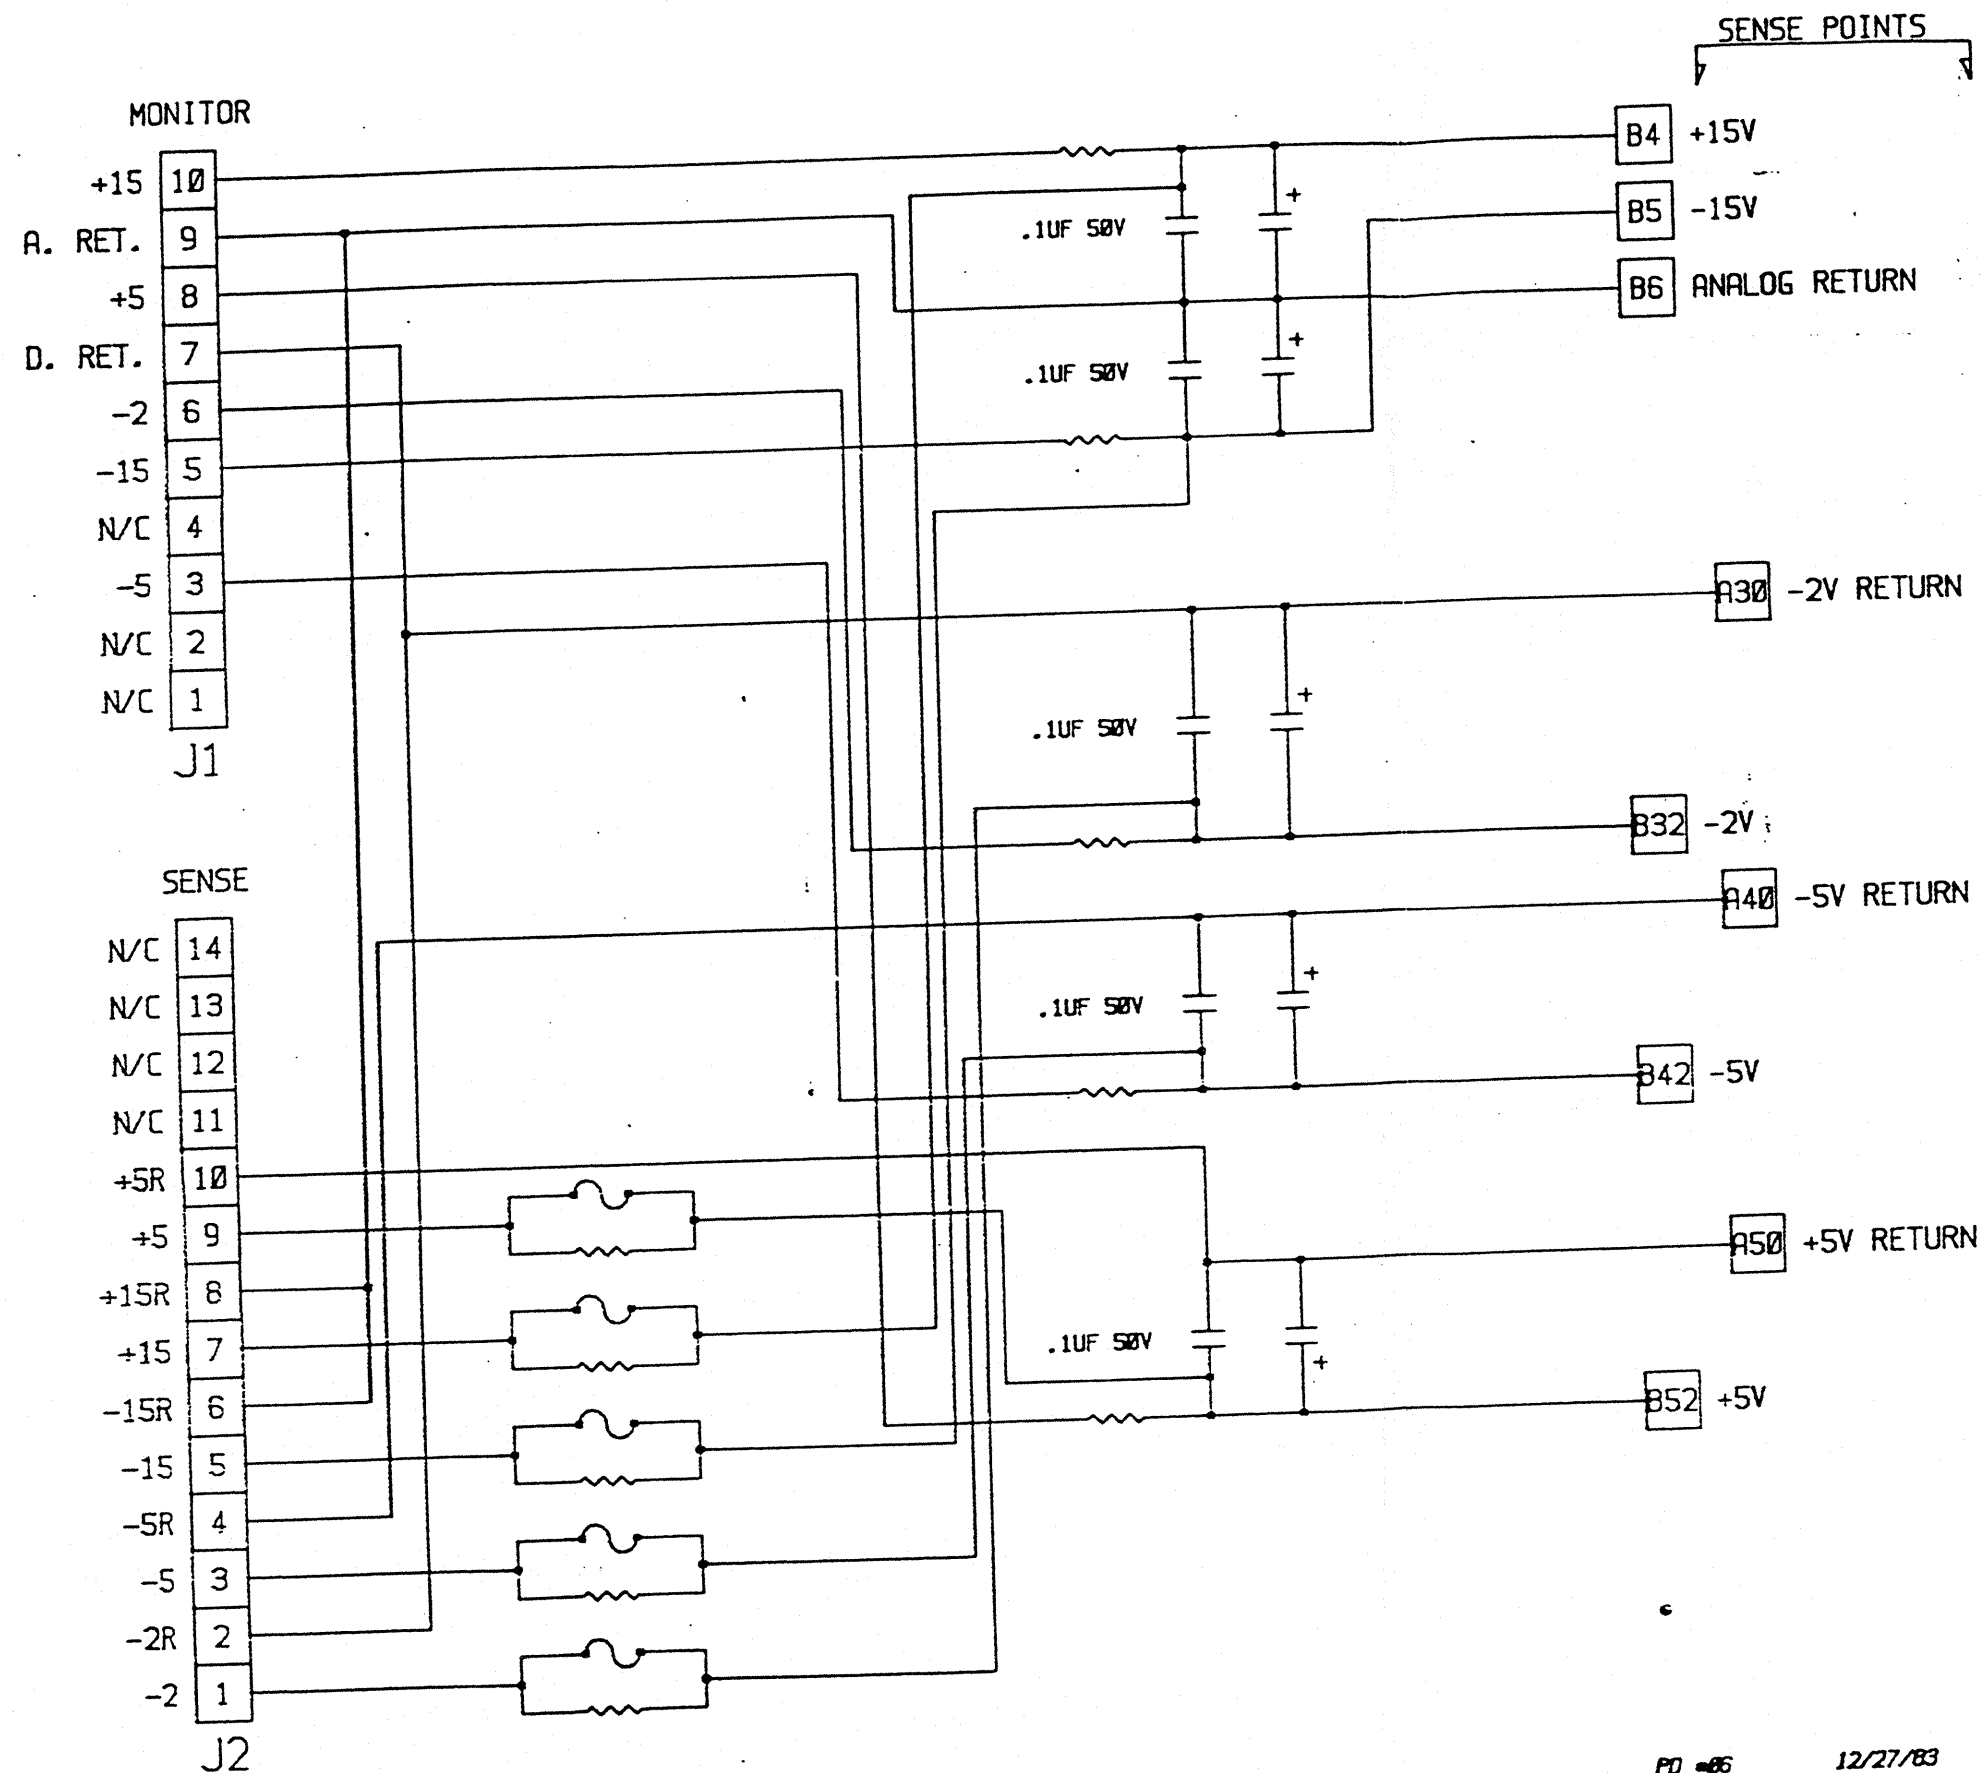 SENSE POINTS
MONITOR
+15 10
A. RET. 9
+5 8
D. RET. 7
-2 6
-15 5
N/C 4
-5 3
N/C 2
N/C 1
J1
B4 +15V
B5 -15V
B6 ANALOG RETURN
.1UF 50V
+
.1UF 50V
+
A30 -2V RETURN
.1UF 50V
+
B32 -2V
A40 -5V RETURN
.1UF 50V
+
B42 -5V
A50 +5V RETURN
.1UF 50V
+
B52 +5V
SENSE
N/C 14
N/C 13
N/C 12
N/C 11
+5R 10
+5 9
+15R 8
+15 7
-15R 6
-15 5
-5R 4
-5 3
-2R 2
-2 1
J2
PD
12/27/83